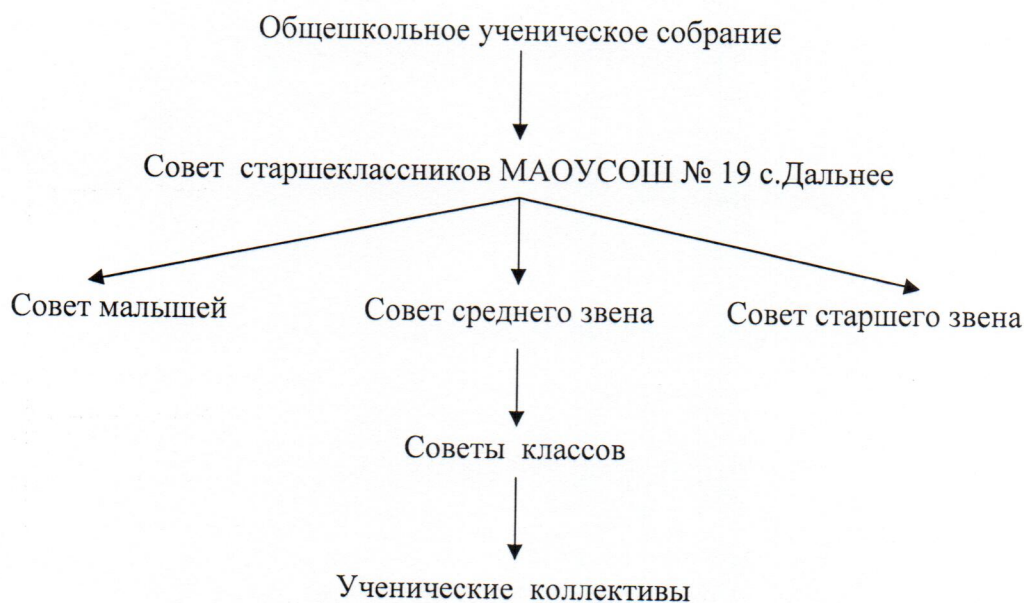 Общешкольное ученическое собрание
Совет старшеклассников МАОУСОШ № 19 с.Дальнее
Совет малышей Совет среднего звена Совет старшего звена
Советы классов
Ученические коллективы